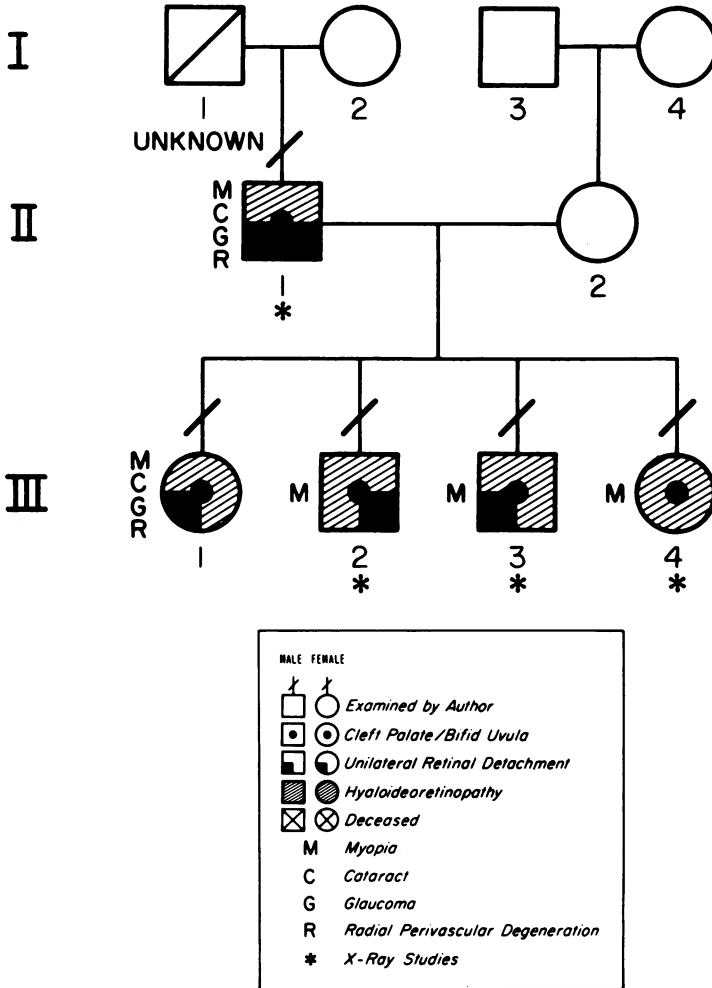 I
1 2 3 4
UNKNOWN
II
M
C
G
R
1 2
*
III
M
C
G
R
M M M
1 2 3 4
* * *
MALE FEMALE
Examined by Author
Cleft Palate/Bifid Uvula
Unilateral Retinal Detachment
Hyaloideoretinopathy
Deceased
M Myopia
C Cataract
G Glaucoma
R Radial Perivascular Degeneration
* X-Ray Studies